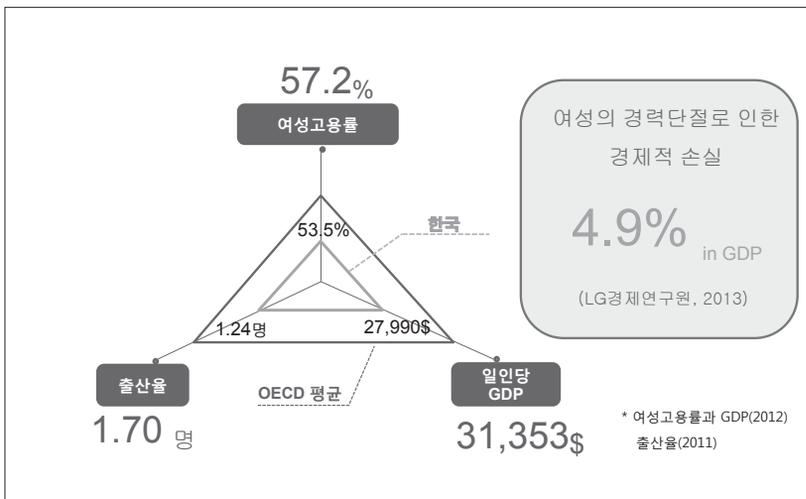 57.2%
여성고용률
53.5%
한국
1.24명
27,990$
출산율
1.70 명
OECD 평균
일인당
GDP
31,353$
여성의 경력단절로 인한
경제적 손실
4.9% in GDP
(LG경제연구원, 2013)
* 여성고용률과 GDP(2012)
출산율(2011)